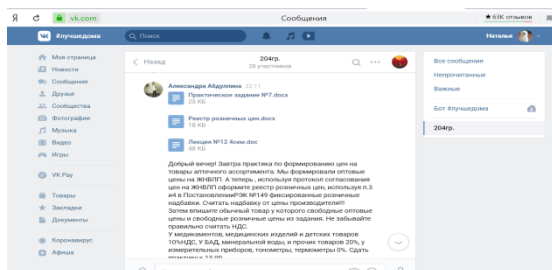 Я vk.com Сообщения ★ 63К отзывов
#лучшедома Поиск Наталья
Моя страница
Новости
Сообщения
Друзья
Сообщества
Фотографии
Музыка
Видео
Игры
VK Pay
Товары
Закладки
Документы
Коронавирус
Афиша
Назад
204гр.
28 участников
Александра Абдуллина 22:11
Практическое задание №7.docx
25 КБ
Реестр розничных цен.docx
18 КБ
Лекция №12 4сем.doc
48 КБ
Добрый вечер! Завтра практика по формированию цен на
товары аптечного ассортимента. Мы формировали оптовые
цены на ЖНВЛП. А теперь , используя протокол согласования
цен на ЖНВЛП оформите реестр розничных цен, используя п.3
и4 в ПостановленииРЭК №149 фиксированные розничные
надбавки. Считать надбавку от цены производителя!!!
Затем впишите обычный товар у которого свободные оптовые
цены и свободные розничные цены из задания. Не забывайте
правильно считать НДС.
У медикаментов, медицинских изделий и детских товаров
10%НДС, У БАД, минеральной воды, и прочих товаров 20%, у
измерительных приборов, тонометры, термометры 0%. Сдать
Все сообщения
Непрочитанные
Важные
Бот #лучшедома
204гр.